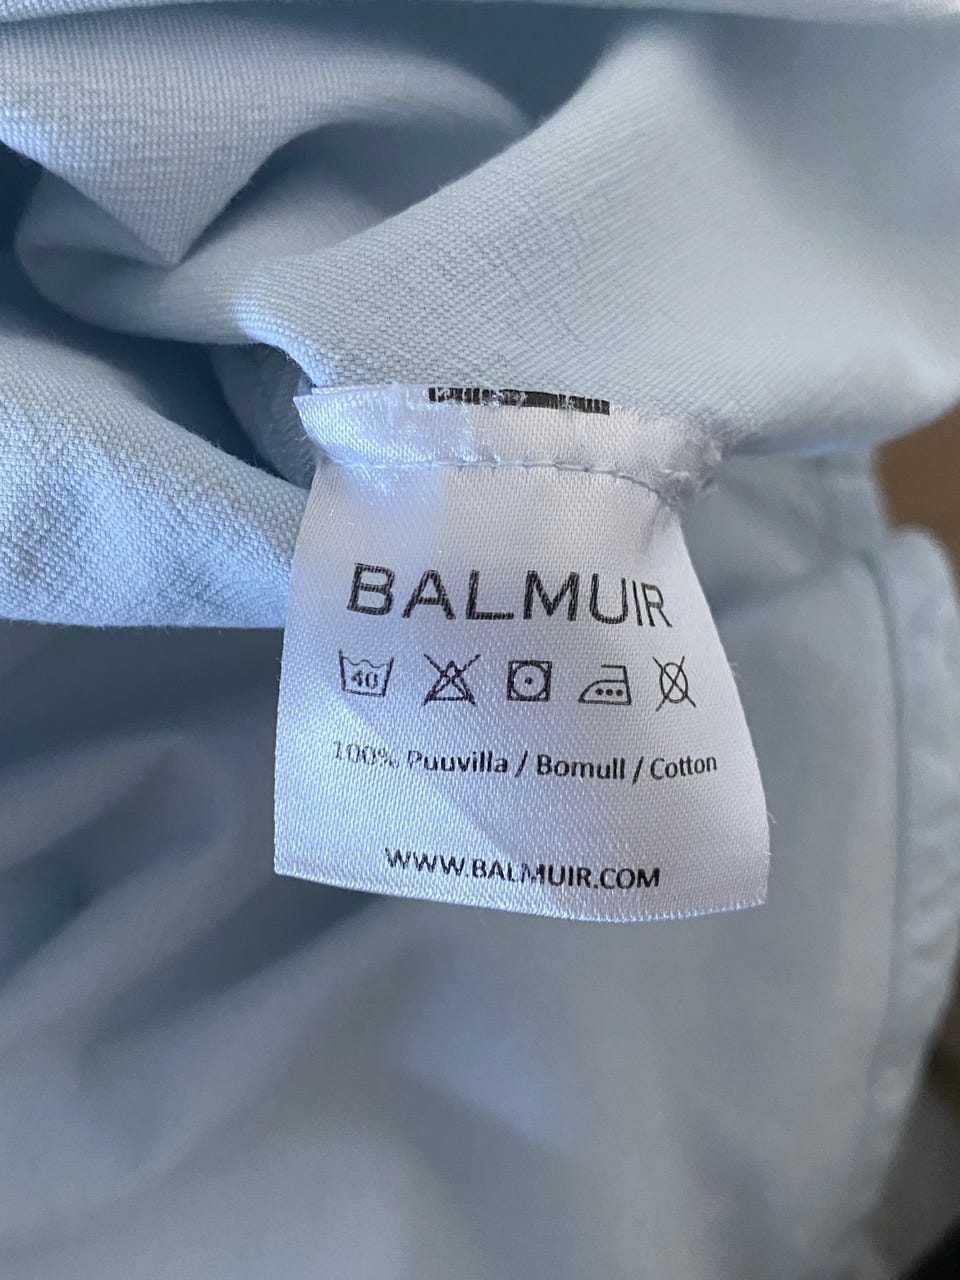 BALMUIR
40
100% Puuvilla / Bomull / Cotton
WWW.BALMUIR.COM